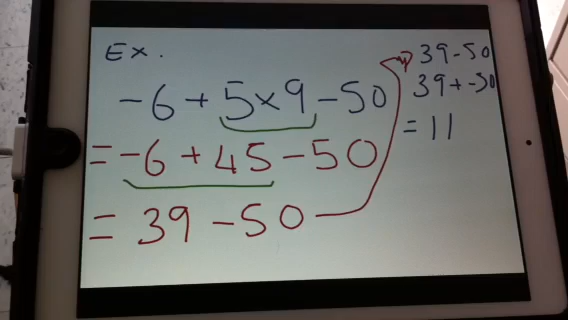 Ex.
-6 + 5×9 - 50
= -6 + 45 - 50
= 39 - 50
39 - 50
39 + -50
= 11